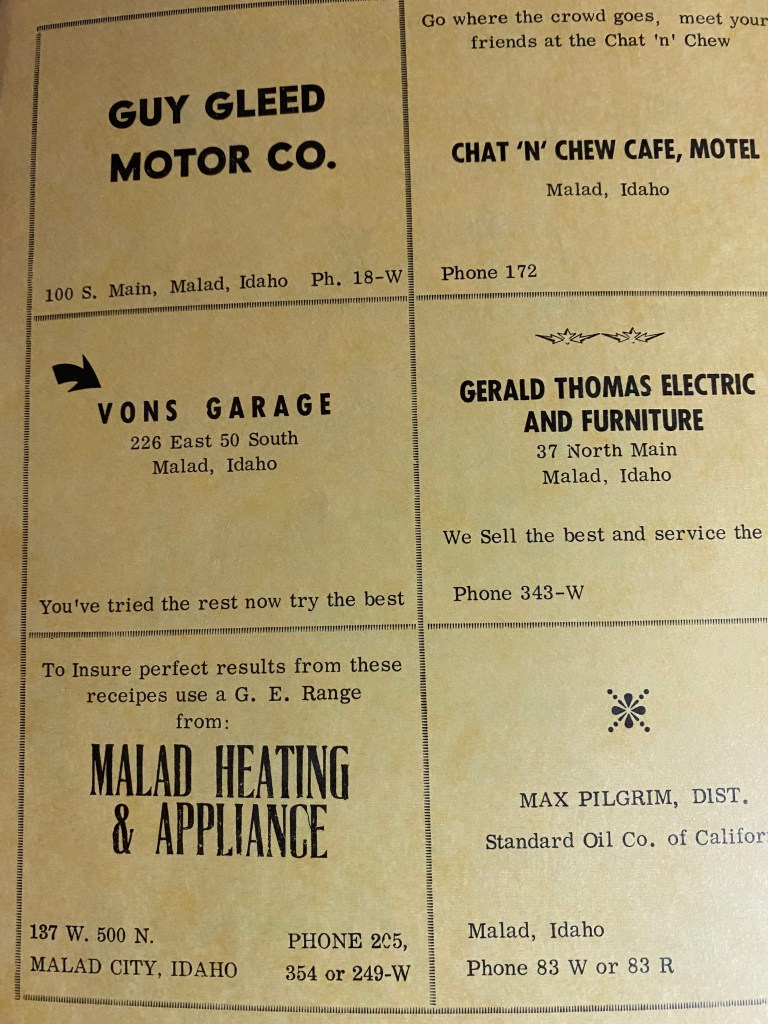 GUY GLEED
MOTOR CO.
100 S. Main, Malad, Idaho Ph. 18-W
Go where the crowd goes, meet your
friends at the Chat 'n' Chew
CHAT 'N' CHEW CAFE, MOTEL
Malad, Idaho
Phone 172
VONS GARAGE
226 East 50 South
Malad, Idaho
You've tried the rest now try the best
GERALD THOMAS ELECTRIC
AND FURNITURE
37 North Main
Malad, Idaho
We Sell the best and service the
Phone 343-W
To Insure perfect results from these
receipes use a G. E. Range
from:
MALAD HEATING
& APPLIANCE
137 W. 500 N.
MALAD CITY, IDAHO
PHONE 205,
354 or 249-W
MAX PILGRIM, DIST.
Standard Oil Co. of Califor
Malad, Idaho
Phone 83 W or 83 R